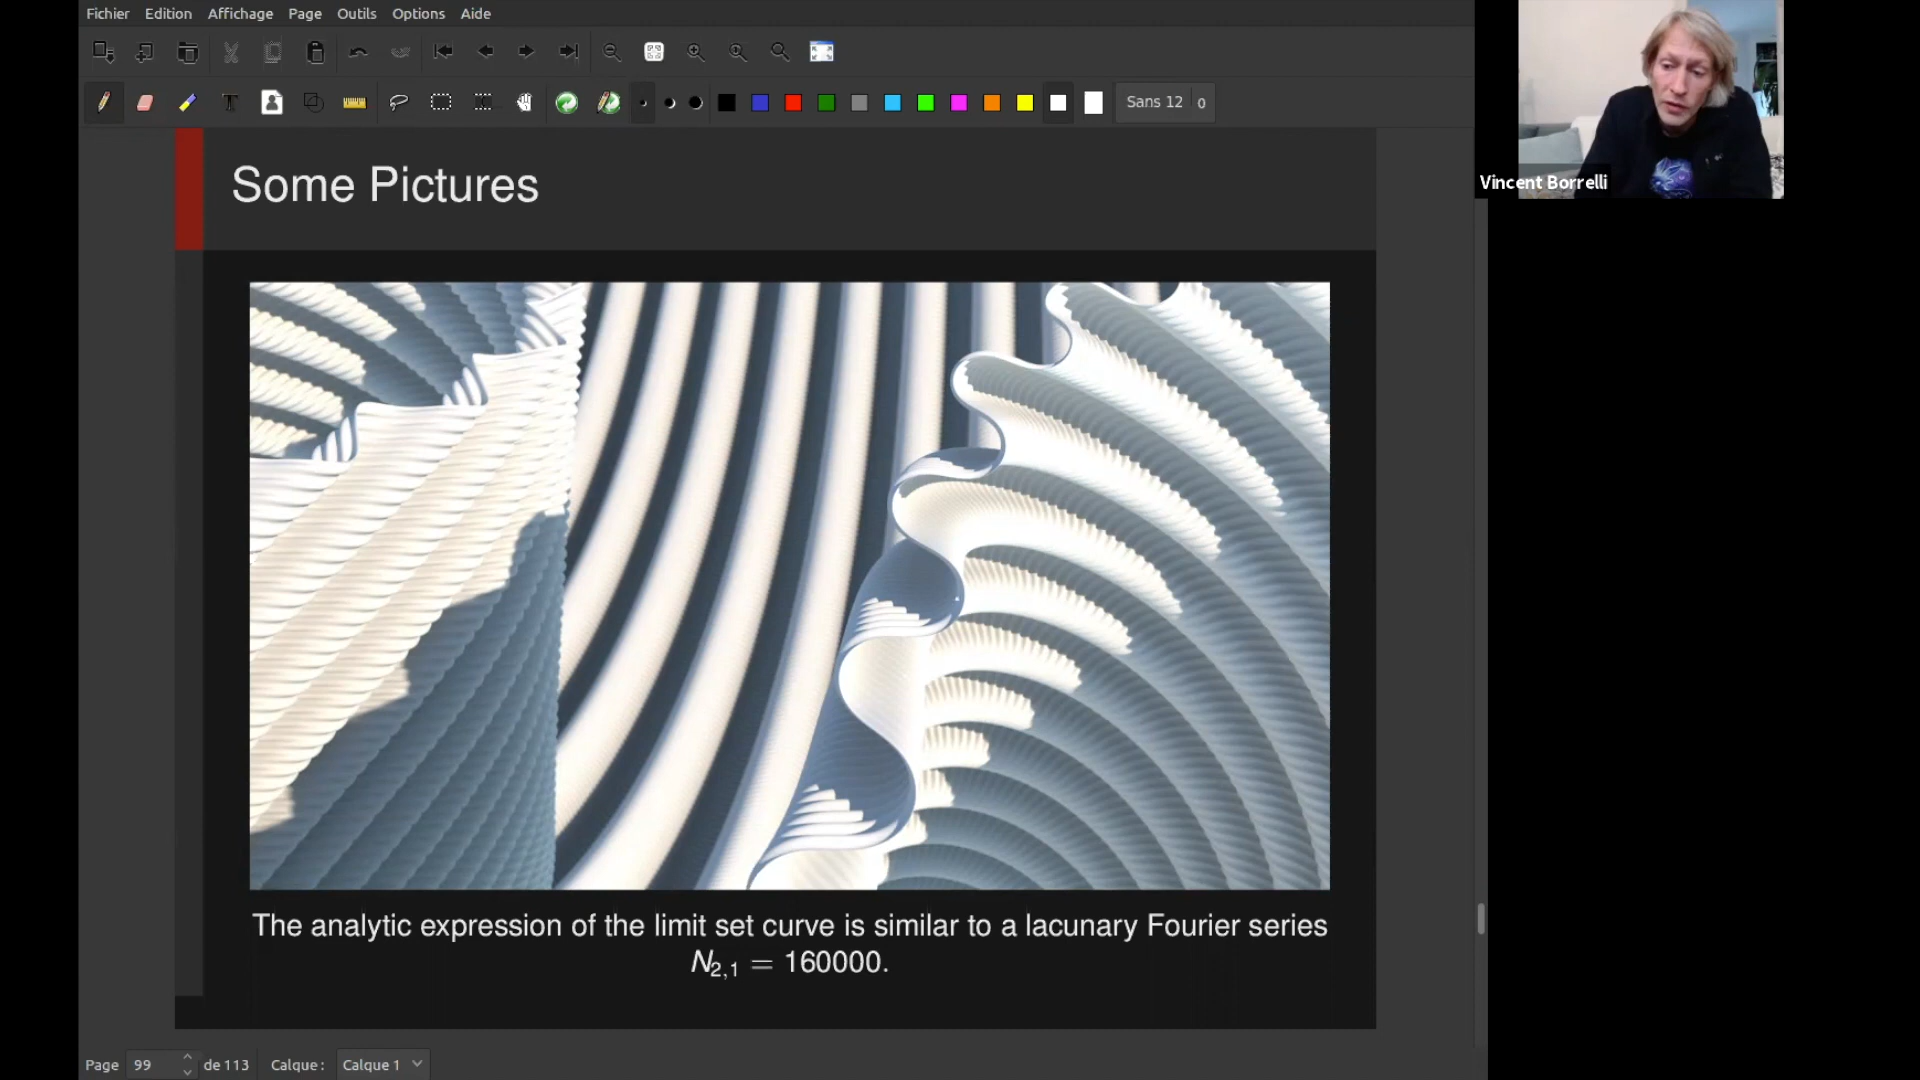 Fichier Edition Affichage Page Outils Options Aide
Sans 12 0
Vincent Borrelli
Some Pictures
The analytic expression of the limit set curve is similar to a lacunary Fourier series
N2,1 = 160000.
Page 99 de 113 Calque : Calque 1